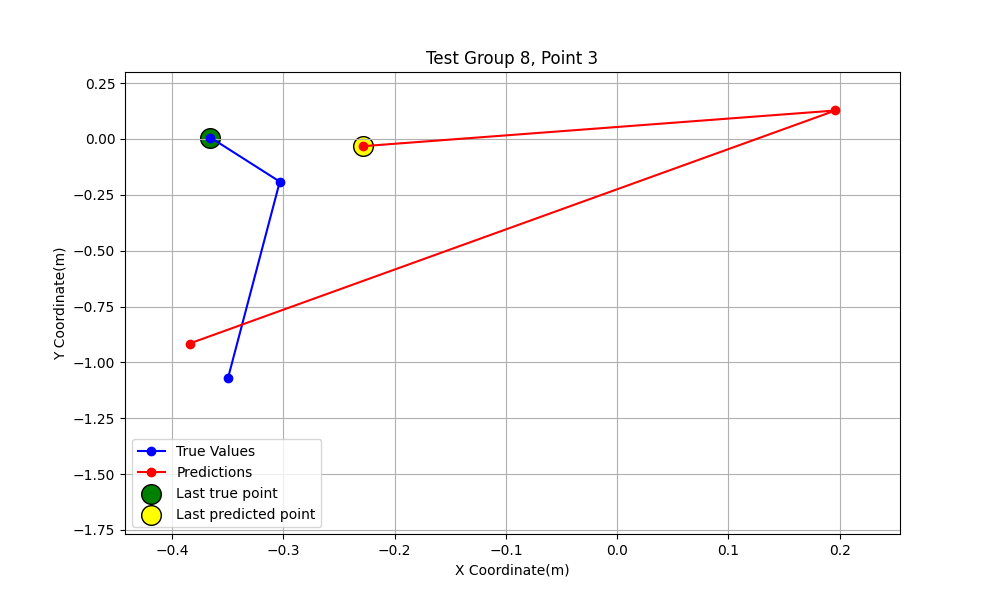 Test Group 8, Point 3
0.25
0.00
−0.25
−0.50
−0.75
−1.00
−1.25
−1.50
−1.75
Y Coordinate(m)
True Values
Predictions
Last true point
Last predicted point
−0.4
−0.3
−0.2
−0.1
0.0
0.1
0.2
X Coordinate(m)